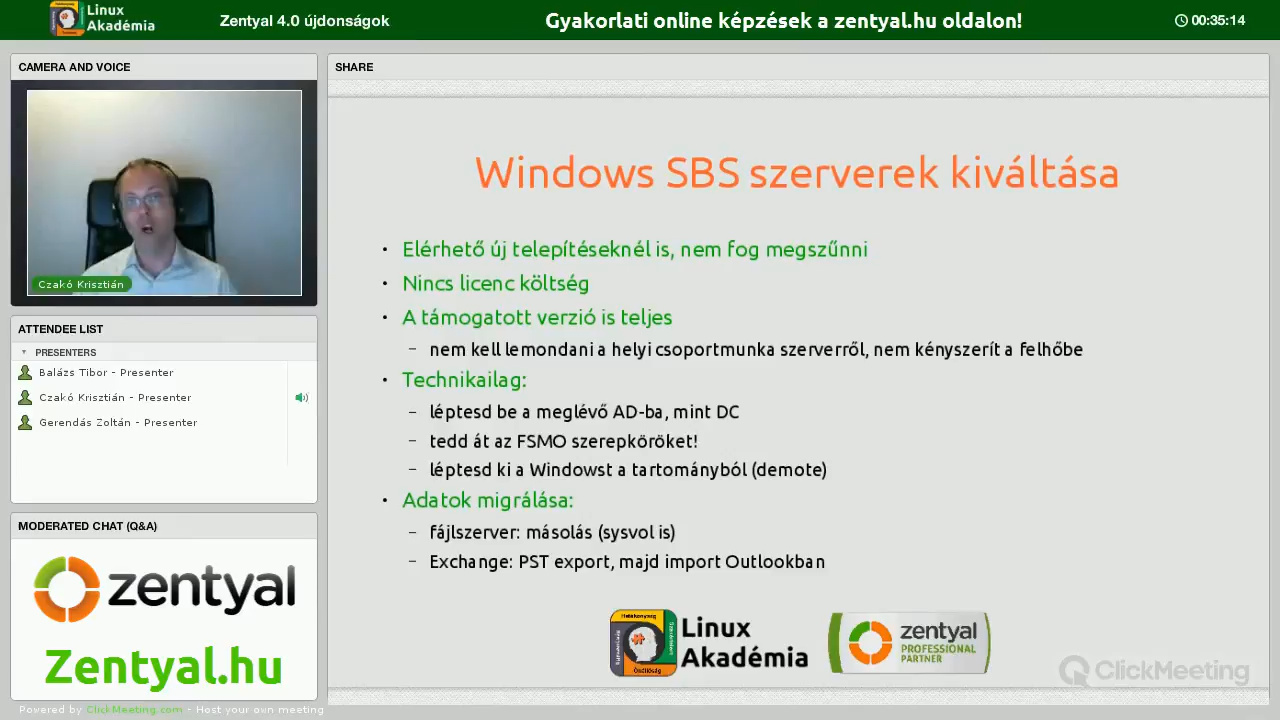 Linux
Akadémia
Zentyal 4.0 újdonságok
Gyakorlati online képzések a zentyal.hu oldalon!
00:35:14
CAMERA AND VOICE
Czakó Krisztián
ATTENDEE LIST
PRESENTERS
Balázs Tibor - Presenter
Czakó Krisztián - Presenter
Gerendás Zoltán - Presenter
MODERATED CHAT (Q&A)
zentyal
Zentyal.hu
SHARE
Windows SBS szerverek kiváltása
• Elérhető új telepítéseknél is, nem fog megszűnni
• Nincs licenc költség
• A támogatott verzió is teljes
– nem kell lemondani a helyi csoportmunka szerverről, nem kényszerít a felhőbe
• Technikailag:
– léptesd be a meglévő AD-ba, mint DC
– tedd át az FSMO szerepköröket!
– léptesd ki a Windowst a tartományból (demote)
• Adatok migrálása:
– fájlszerver: másolás (sysvol is)
– Exchange: PST export, majd import Outlookban
Hatékonyság
Linux
Akadémia
zentyal
PROFESSIONAL
PARTNER
ClickMeeting
Powered by ClickMeeting.com - Host your own meeting